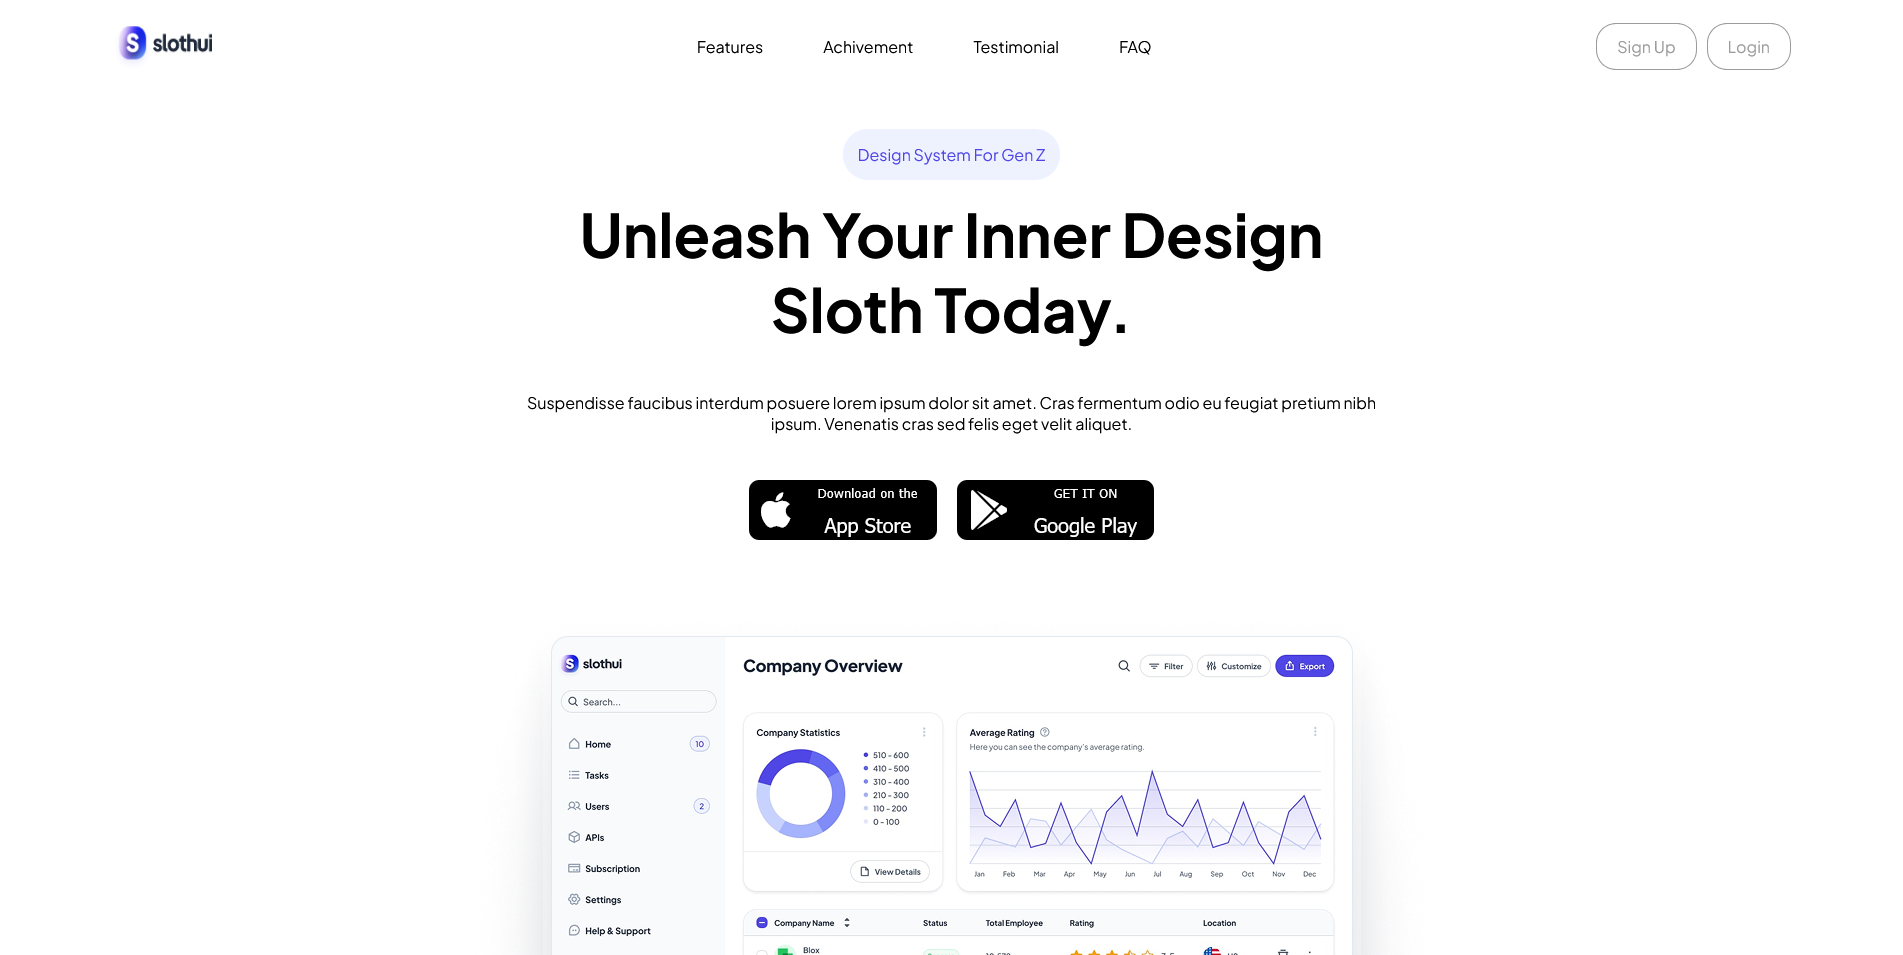 S slothui
Features Achivement Testimonial FAQ
Sign Up Login
Design System For Gen Z
Unleash Your Inner Design
Sloth Today.
Suspendisse faucibus interdum posuere lorem ipsum dolor sit amet. Cras fermentum odio eu feugiat pretium nibh
ipsum. Venenatis cras sed felis eget velit aliquet.
Download on the
App Store
GET IT ON
Google Play
S slothui
Search...
Home 10
Tasks
Users 2
APIs
Subscription
Settings
Help & Support
Company Overview
Filter Customize Export
Company Statistics
510 - 600
410 - 500
310 - 400
210 - 300
110 - 200
0 - 100
View Details
Average Rating
Here you can see the company's average rating.
Jan Feb Mar Apr May Jun Jul Aug Sep Oct Nov Dec
Company Name Status Total Employee Rating Location
Blox